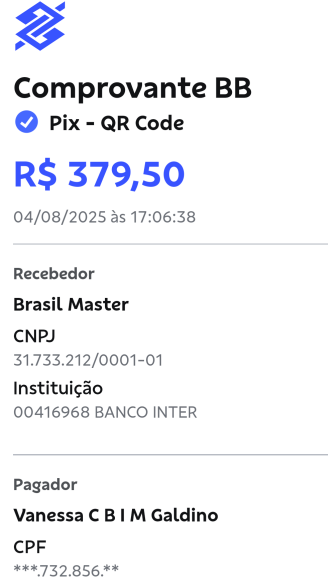 Comprovante BB
Pix - QR Code
R$ 379,50
04/08/2025 às 17:06:38
Recebedor
Brasil Master
CNPJ
31.733.212/0001-01
Instituição
00416968 BANCO INTER
Pagador
Vanessa C B I M Galdino
CPF
***.732.856.**